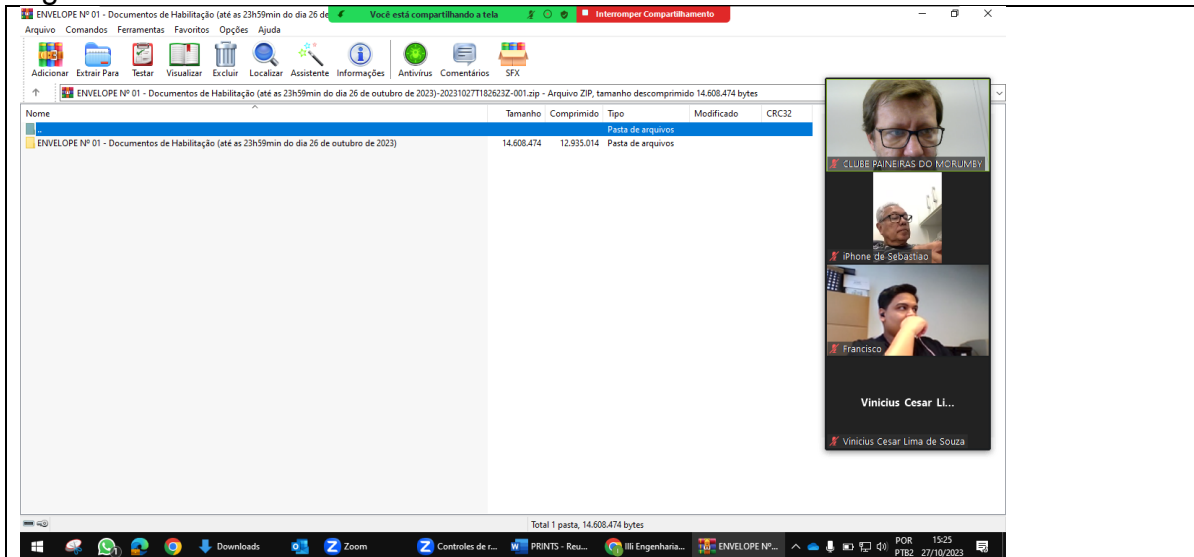 ENVELOPE Nº 01 - Documentos de Habilitação (até as 23h59min do dia 26 de
Você está compartilhando a tela
Interromper Compartilhamento
Arquivo Comandos Ferramentas Favoritos Opções Ajuda
Adicionar Extrair Para Testar Visualizar Excluir Localizar Assistente Informações Antivírus Comentários SFX
ENVELOPE Nº 01 - Documentos de Habilitação (até as 23h59min do dia 26 de outubro de 2023)-20231027T182623Z-001.zip - Arquivo ZIP, tamanho descomprimido 14.608.474 bytes
Nome Tamanho Comprimido Tipo Modificado CRC32
.. Pasta de arquivos
ENVELOPE Nº 01 - Documentos de Habilitação (até as 23h59min do dia 26 de outubro de 2023) 14.608.474 12.935.014 Pasta de arquivos
CLUBE PAINEIRAS DO MORUMBY
iPhone de Sebastiao
Francisco
Vinicius Cesar Li...
Vinicius Cesar Lima de Souza
Total 1 pasta, 14.608.474 bytes
Downloads Zoom Controles de r... PRINTS - Reu... Illi Engenharia... ENVELOPE Nº... POR 15:25
PTB2 27/10/2023